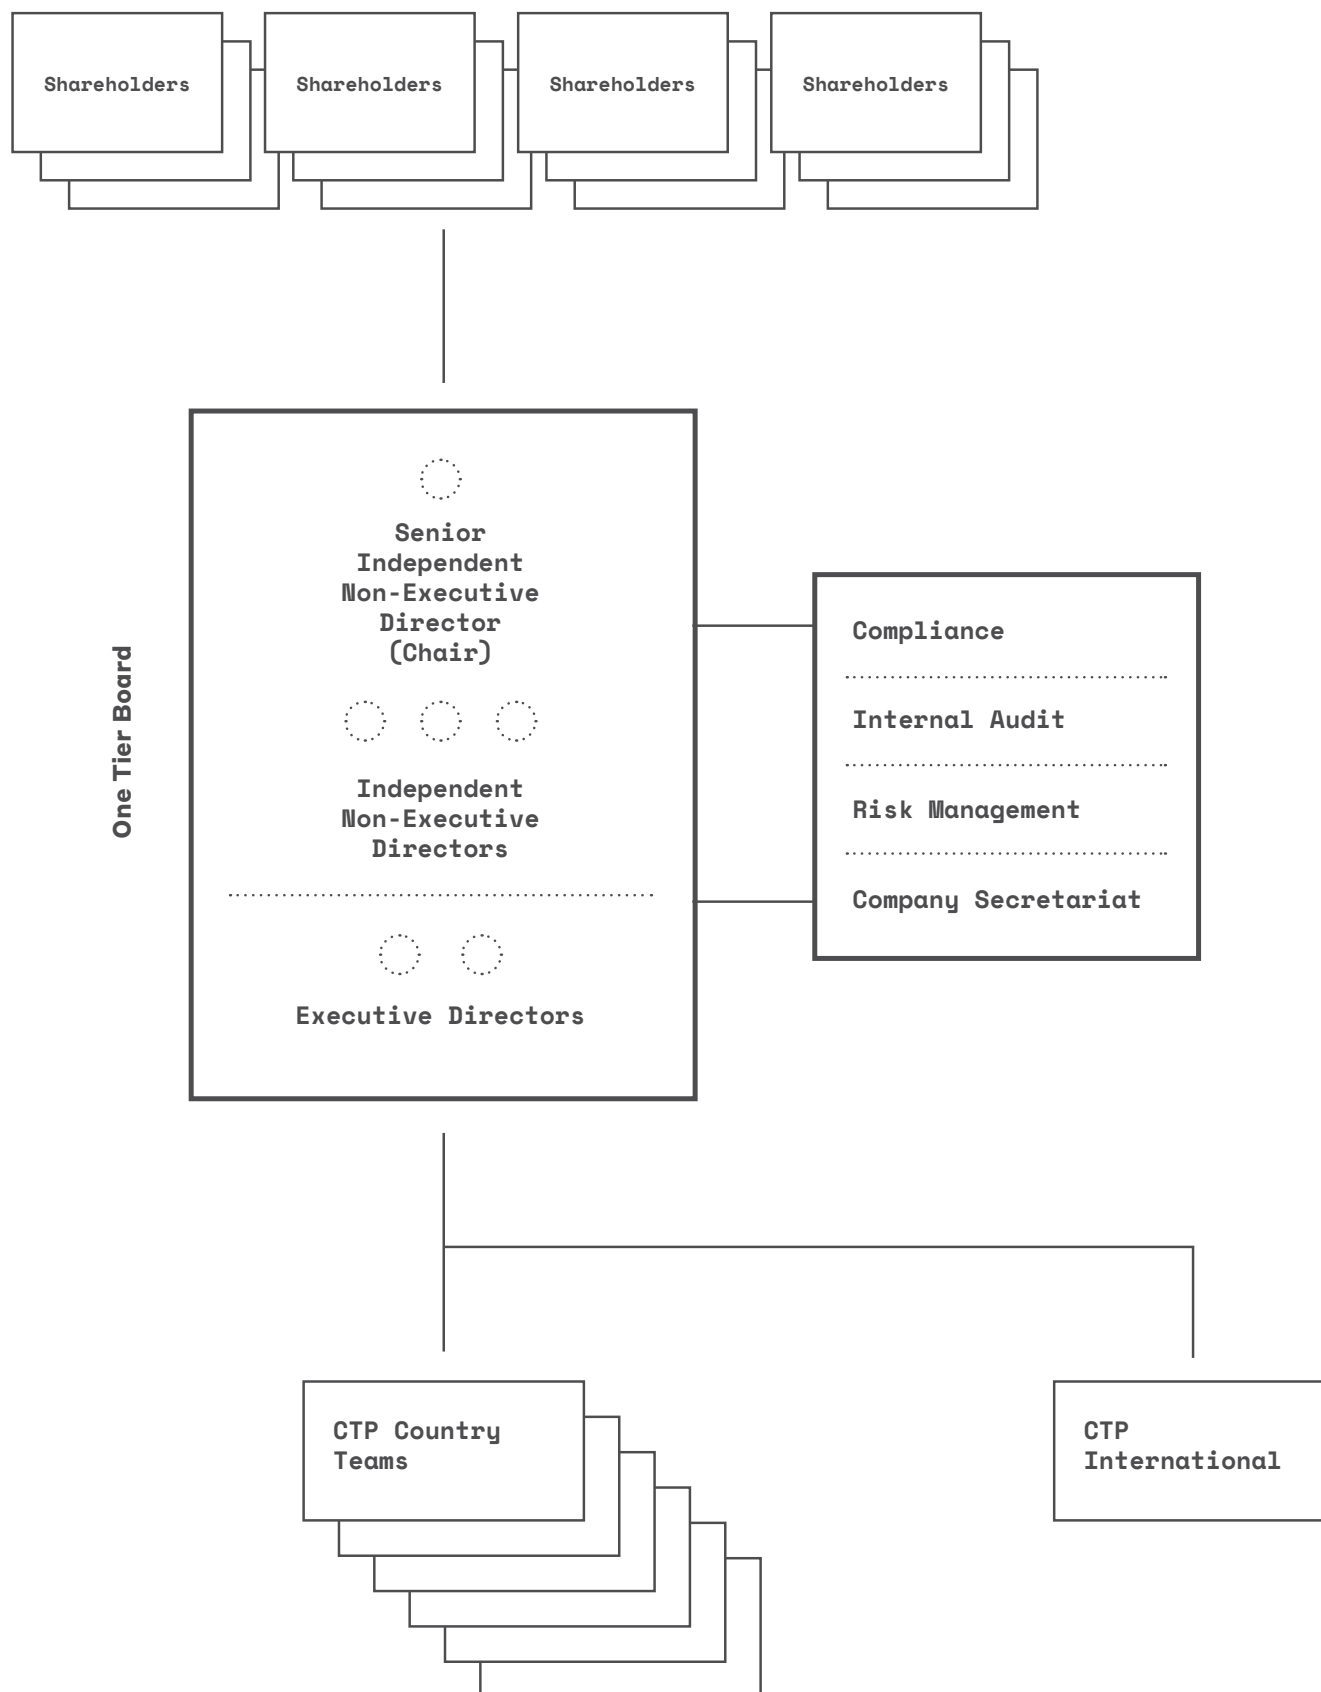 Shareholders
Shareholders
Shareholders
Shareholders
One Tier Board
Senior
Independent
Non-Executive
Director
(Chair)
Independent
Non-Executive
Directors
Executive Directors
Compliance
Internal Audit
Risk Management
Company Secretariat
CTP Country
Teams
CTP
International